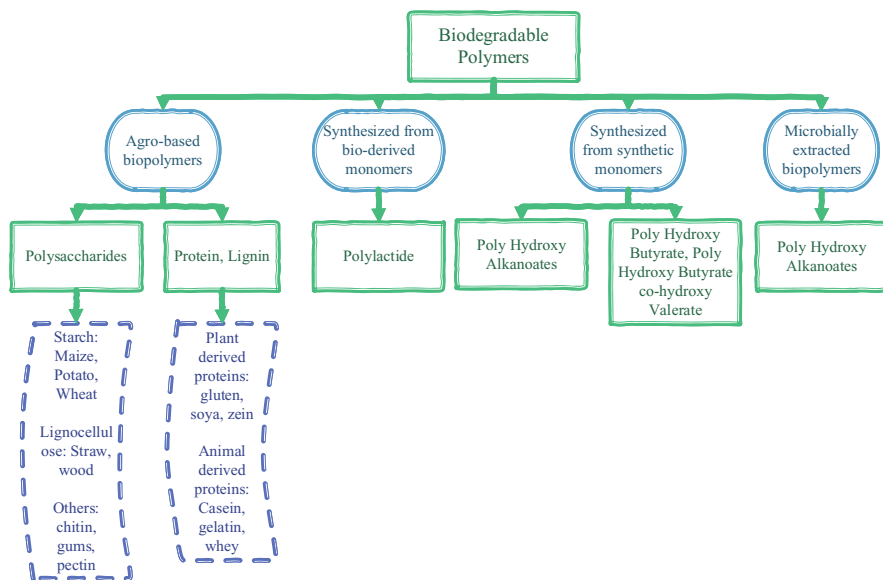 Biodegradable
Polymers
Agro-based
biopolymers
Synthesized from
bio-derived
monomers
Synthesized
from synthetic
monomers
Microbially
extracted
biopolymers
Polysaccharides
Protein, Lignin
Polylactide
Poly Hydroxy
Alkanoates
Poly Hydroxy
Butyrate, Poly
Hydroxy Butyrate
co-hydroxy
Valerate
Poly Hydroxy
Alkanoates
Starch:
Maize,
Potato,
Wheat
Lignocellul
ose: Straw,
wood
Others:
chitin,
gums,
pectin
Plant
derived
proteins:
gluten,
soya, zein
Animal
derived
proteins:
Casein,
gelatin,
whey